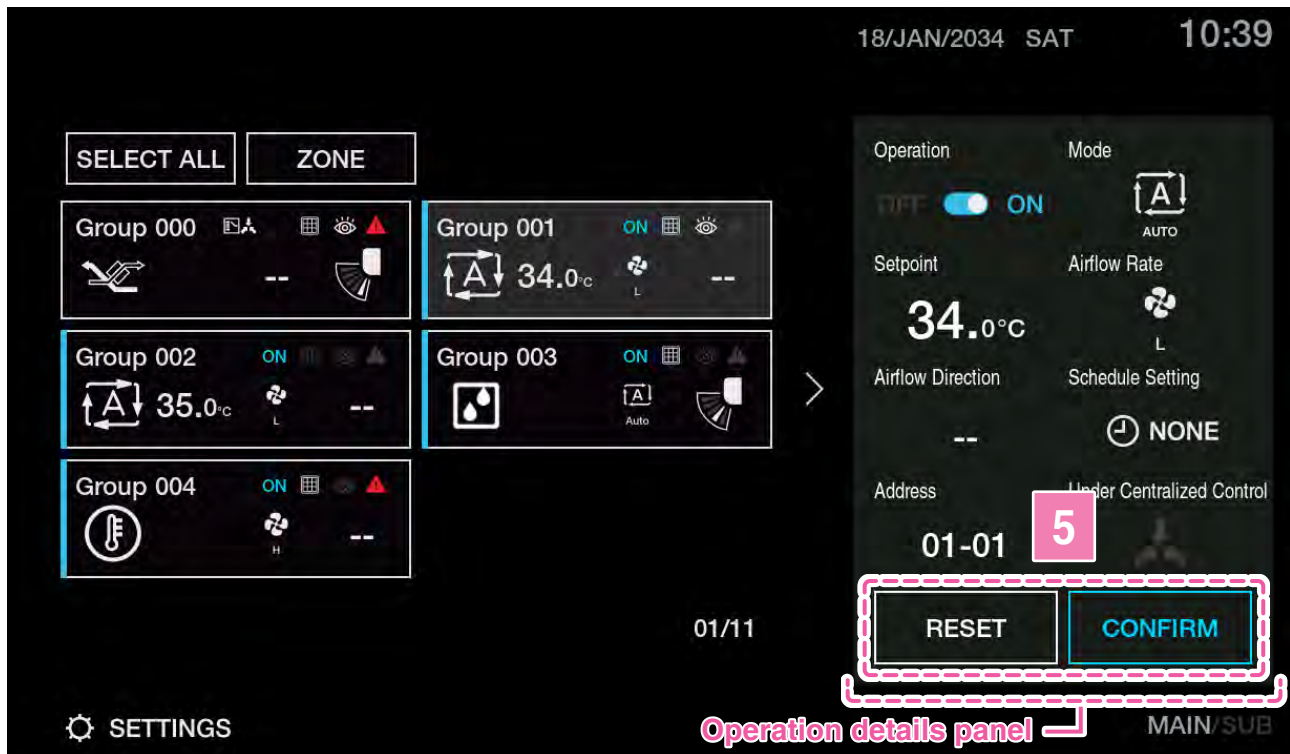 18/JAN/2034 SAT 10:39
SELECT ALL ZONE
Operation Mode
OFF ON
AUTO
Group 000
--
Group 001 ON
A 34.0°C L --
Setpoint Airflow Rate
34.0°C
L
Group 002 ON
A 35.0°C L --
Group 003 ON
A Auto
Airflow Direction Schedule Setting
-- NONE
Group 004 ON
H --
Address Under Centralized Control
01-01
5
01/11
RESET CONFIRM
SETTINGS
Operation details panel
MAIN/SUB